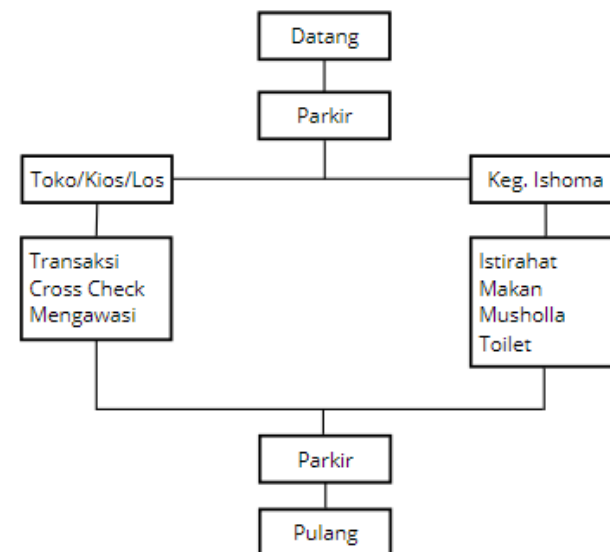 Datang
Parkir
Toko/Kios/Los
Keg. Ishoma
Transaksi
Cross Check
Mengawasi
Istirahat
Makan
Musholla
Toilet
Parkir
Pulang